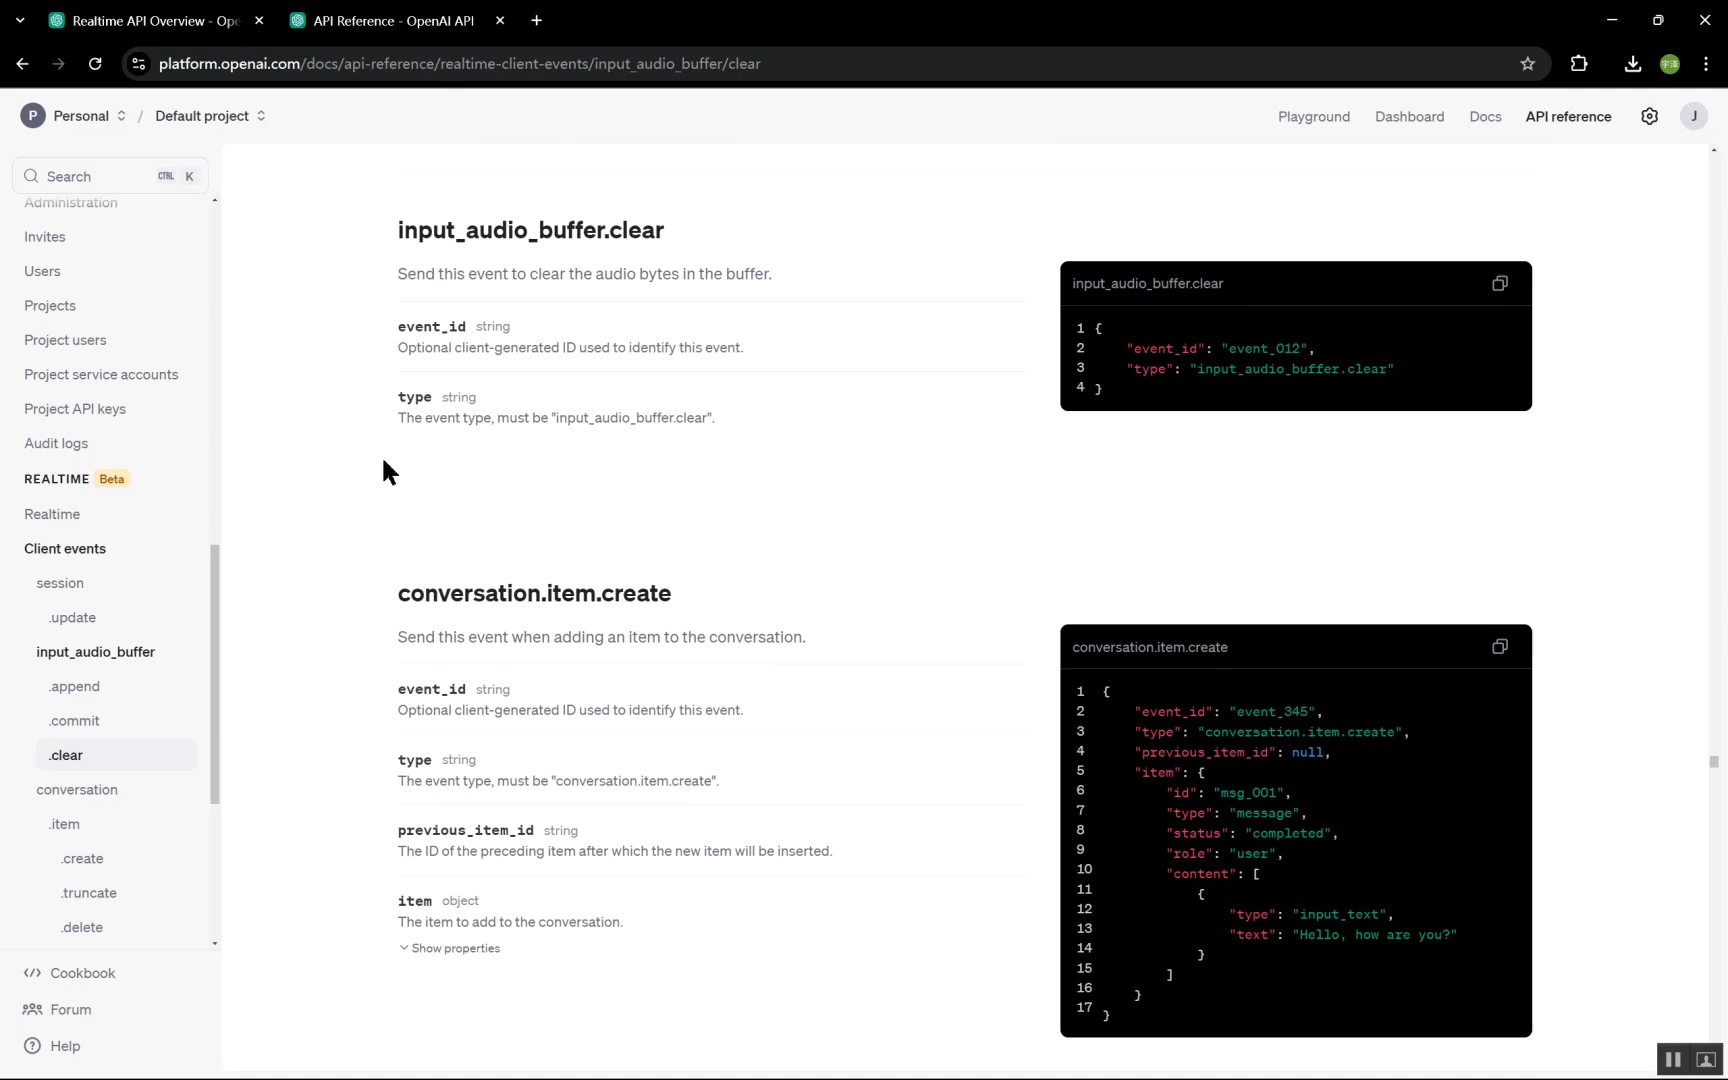 Realtime API Overview - Ope
API Reference - OpenAI API
platform.openai.com/docs/api-reference/realtime-client-events/input_audio_buffer/clear
P Personal / Default project
Playground Dashboard Docs API reference J
Search CTRL K
Administration
Invites
Users
Projects
Project users
Project service accounts
Project API keys
Audit logs
REALTIME Beta
Realtime
Client events
session
.update
input_audio_buffer
.append
.commit
.clear
conversation
.item
.create
.truncate
.delete
Cookbook
Forum
Help
input_audio_buffer.clear
Send this event to clear the audio bytes in the buffer.
event_id string
Optional client-generated ID used to identify this event.
type string
The event type, must be "input_audio_buffer.clear".
input_audio_buffer.clear
1 {
2 "event_id": "event_012",
3 "type": "input_audio_buffer.clear"
4 }
conversation.item.create
Send this event when adding an item to the conversation.
event_id string
Optional client-generated ID used to identify this event.
type string
The event type, must be "conversation.item.create".
previous_item_id string
The ID of the preceding item after which the new item will be inserted.
item object
The item to add to the conversation.
Show properties
conversation.item.create
1 {
2 "event_id": "event_345",
3 "type": "conversation.item.create",
4 "previous_item_id": null,
5 "item": {
6 "id": "msg_001",
7 "type": "message",
8 "status": "completed",
9 "role": "user",
10 "content": [
11 {
12 "type": "input_text",
13 "text": "Hello, how are you?"
14 }
15 ]
16 }
17 }